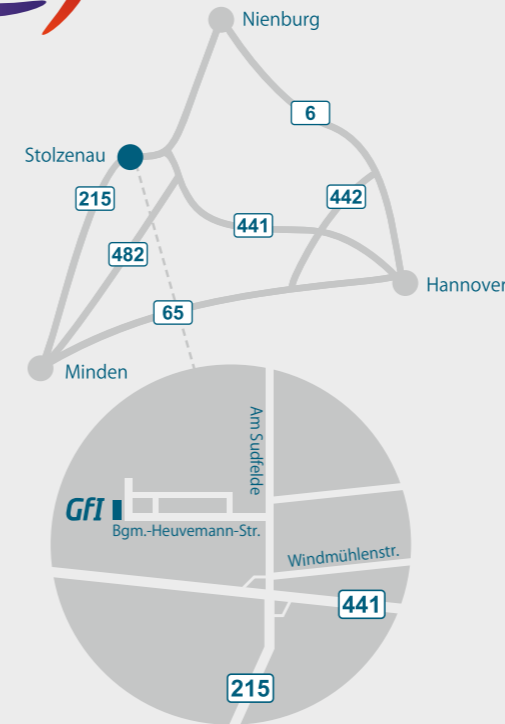 Nienburg
6
Stolzenau
215
442
441
482
Hannover
65
Minden
Am Sudfelde
GfI
Bgm.-Heuvemann-Str.
Windmühlenstr.
441
215